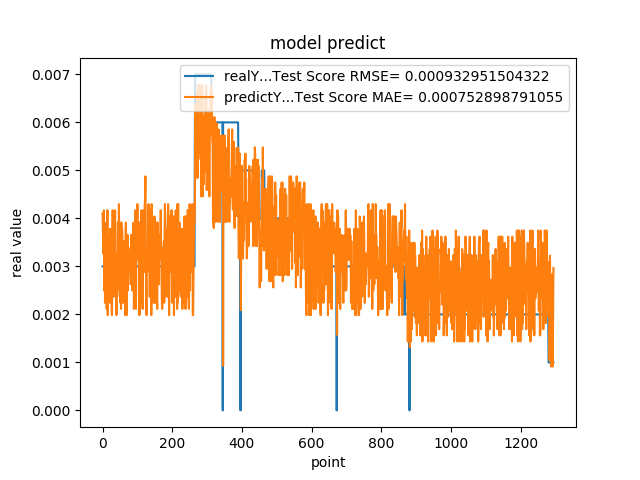 model predict
realY...Test Score RMSE= 0.000932951504322
predictY...Test Score MAE= 0.000752898791055
real value
0.007
0.006
0.005
0.004
0.003
0.002
0.001
0.000
0 200 400 600 800 1000 1200
point